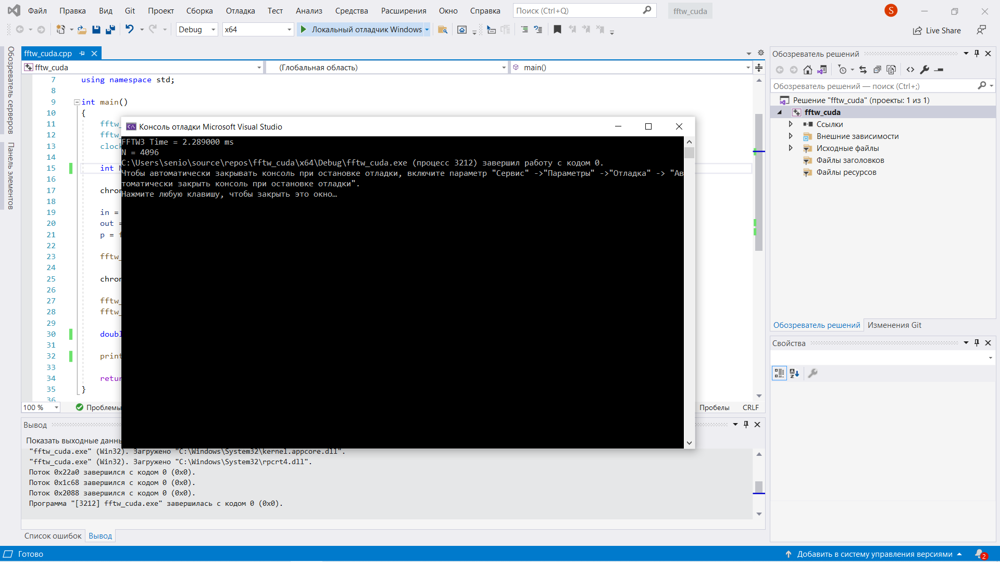 Файл Правка Вид Git Проект Сборка Отладка Тест Анализ Средства Расширения Окно Справка Поиск (Ctrl+Q) fftw_cuda S
Debug x64 Локальный отладчик Windows Live Share
Обозреватель серверов
Панель элементов
fftw_cuda.cpp
fftw_cuda (Глобальная область) main()
7 using namespace std;
8
9 int main()
10 {
11 fftw_
12 fftw_
13 clock
14
15 int N
16
17 chron
18
19 in =
20 out =
21 p = f
22
23 fftw_
24
25 chron
26
27 fftw_
28 fftw_
29
30 doubl
31
32 print
33
34 retur
35 }
36
100 % Проблемы Пробелы CRLF
Консоль отладки Microsoft Visual Studio
FFTW3 Time = 2.289000 ms
N = 4096
C:\Users\senio\source\repos\fftw_cuda\x64\Debug\fftw_cuda.exe (процесс 3212) завершил работу с кодом 0.
Чтобы автоматически закрывать консоль при остановке отладки, включите параметр "Сервис" ->"Параметры" ->"Отладка" -> "Ав
томатически закрыть консоль при остановке отладки".
Нажмите любую клавишу, чтобы закрыть это окно…
Вывод
Показать выходные данны
"fftw_cuda.exe" (Win32). Загружено "C:\Windows\System32\kernel.appcore.dll".
"fftw_cuda.exe" (Win32). Загружено "C:\Windows\System32\rpcrt4.dll".
Поток 0x22a0 завершился с кодом 0 (0x0).
Поток 0x1c68 завершился с кодом 0 (0x0).
Поток 0x2088 завершился с кодом 0 (0x0).
Программа "[3212] fftw_cuda.exe" завершилась с кодом 0 (0x0).
Список ошибок Вывод
Обозреватель решений
Обозреватель решений — поиск (Ctrl+;)
Решение "fftw_cuda" (проекты: 1 из 1)
fftw_cuda
Ссылки
Внешние зависимости
Исходные файлы
Файлы заголовков
Файлы ресурсов
Обозреватель решений Изменения Git
Свойства
Готово Добавить в систему управления версиями 2